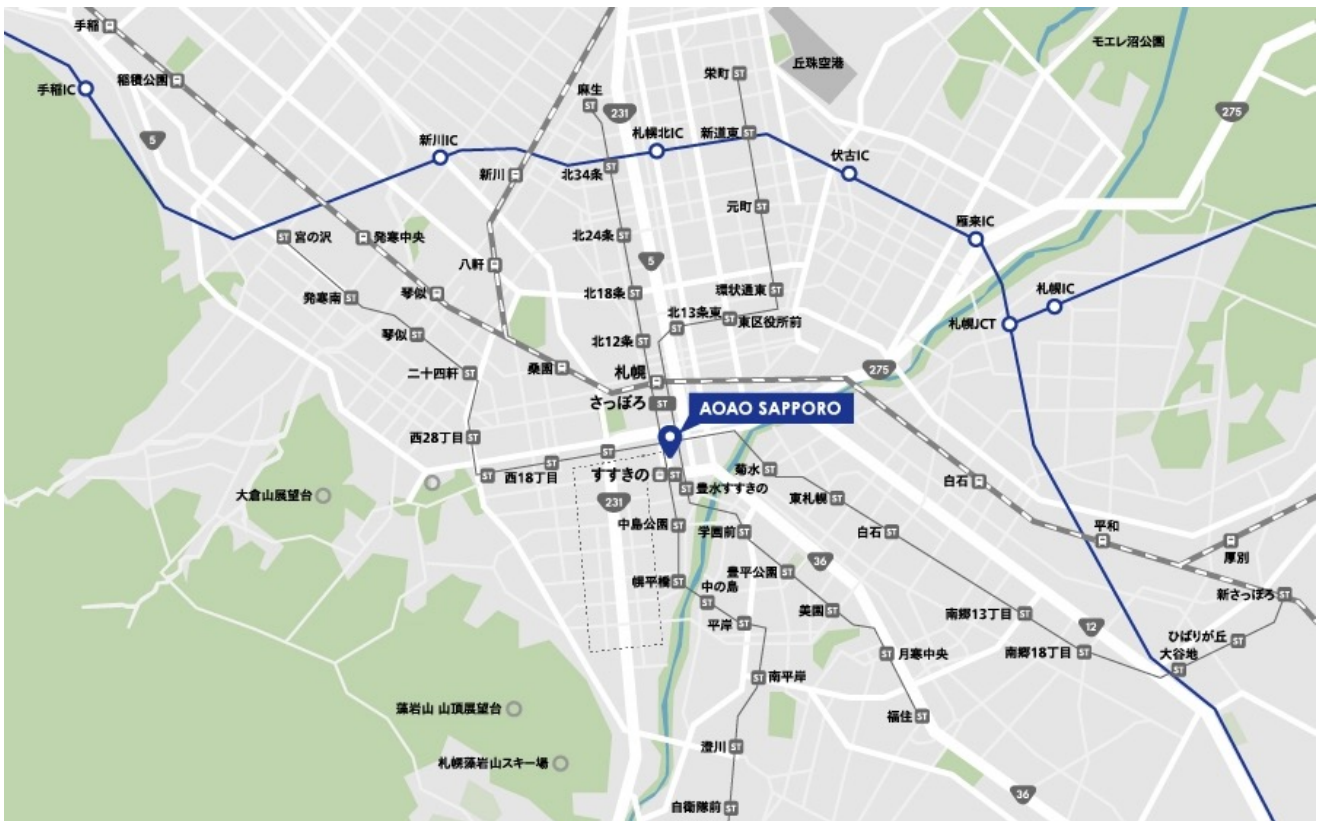 手稲
モエレ沼公園
丘珠空港
栄町
稲積公園
手稲IC
麻生
231
275
新川IC
札幌北IC
新道東
5
伏古IC
新川
北34条
元町
雁来IC
宮の沢
発寒中央
北24条
5
八軒
札幌IC
発寒南
琴似
北18条
環状通東
北13条東
東区役所前
札幌JCT
琴似
北12条
二十四軒
桑園
札幌
275
さっぽろ
ST
AOAO SAPPORO
西28丁目
西18丁目
すすきの
菊水
豊水すすきの
東札幌
白石
大倉山展望台
231
中島公園
学園前
白石
平和
厚別
36
豊平公園
幌平橋
中の島
美園
平岸
南郷13丁目
新さっぽろ
12
ひばりが丘
月寒中央
南郷18丁目
大谷地
南平岸
藻岩山 山頂展望台
福住
澄川
札幌藻岩山スキー場
36
自衛隊前